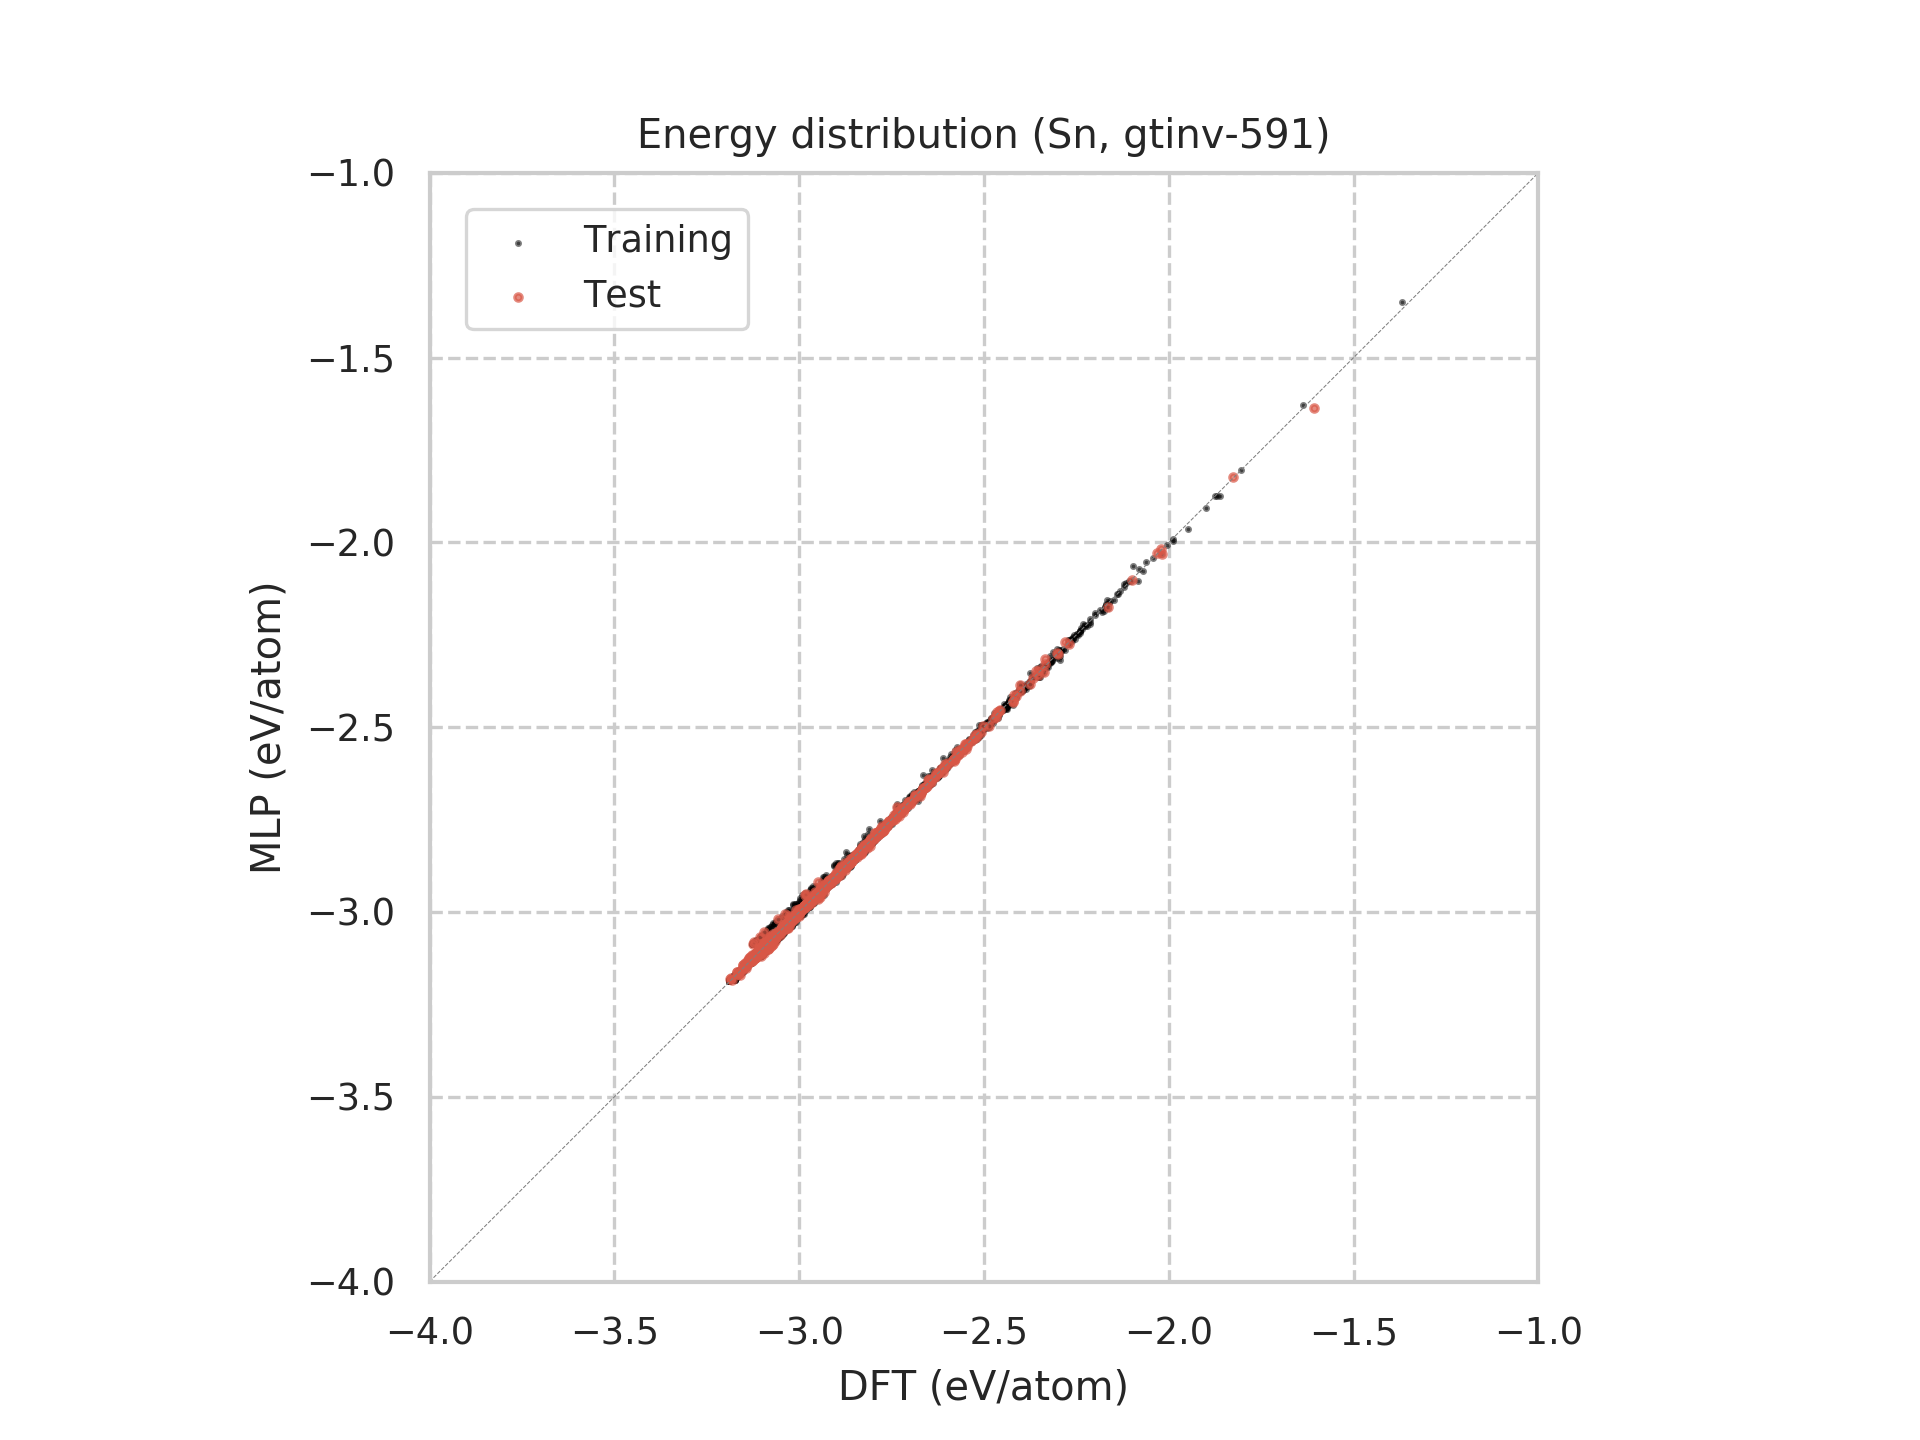 Energy distribution (Sn, gtinv-591)
−1.0
−1.5
−2.0
−2.5
−3.0
−3.5
−4.0
MLP (eV/atom)
Training
Test
−4.0 −3.5 −3.0 −2.5 −2.0 −1.5 −1.0
DFT (eV/atom)